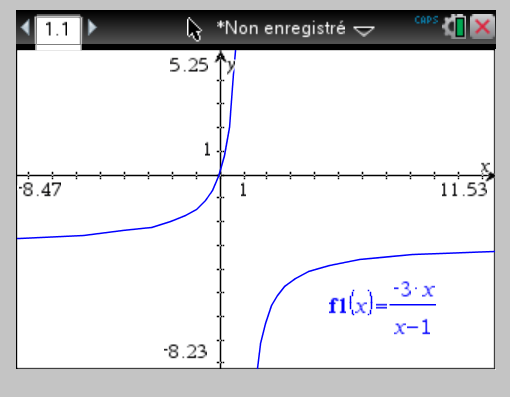 1.1 *Non enregistré CAPS
5.25 y
1
x
-8.47 1 11.53
f1(x)=-3·x/x-1
-8.23